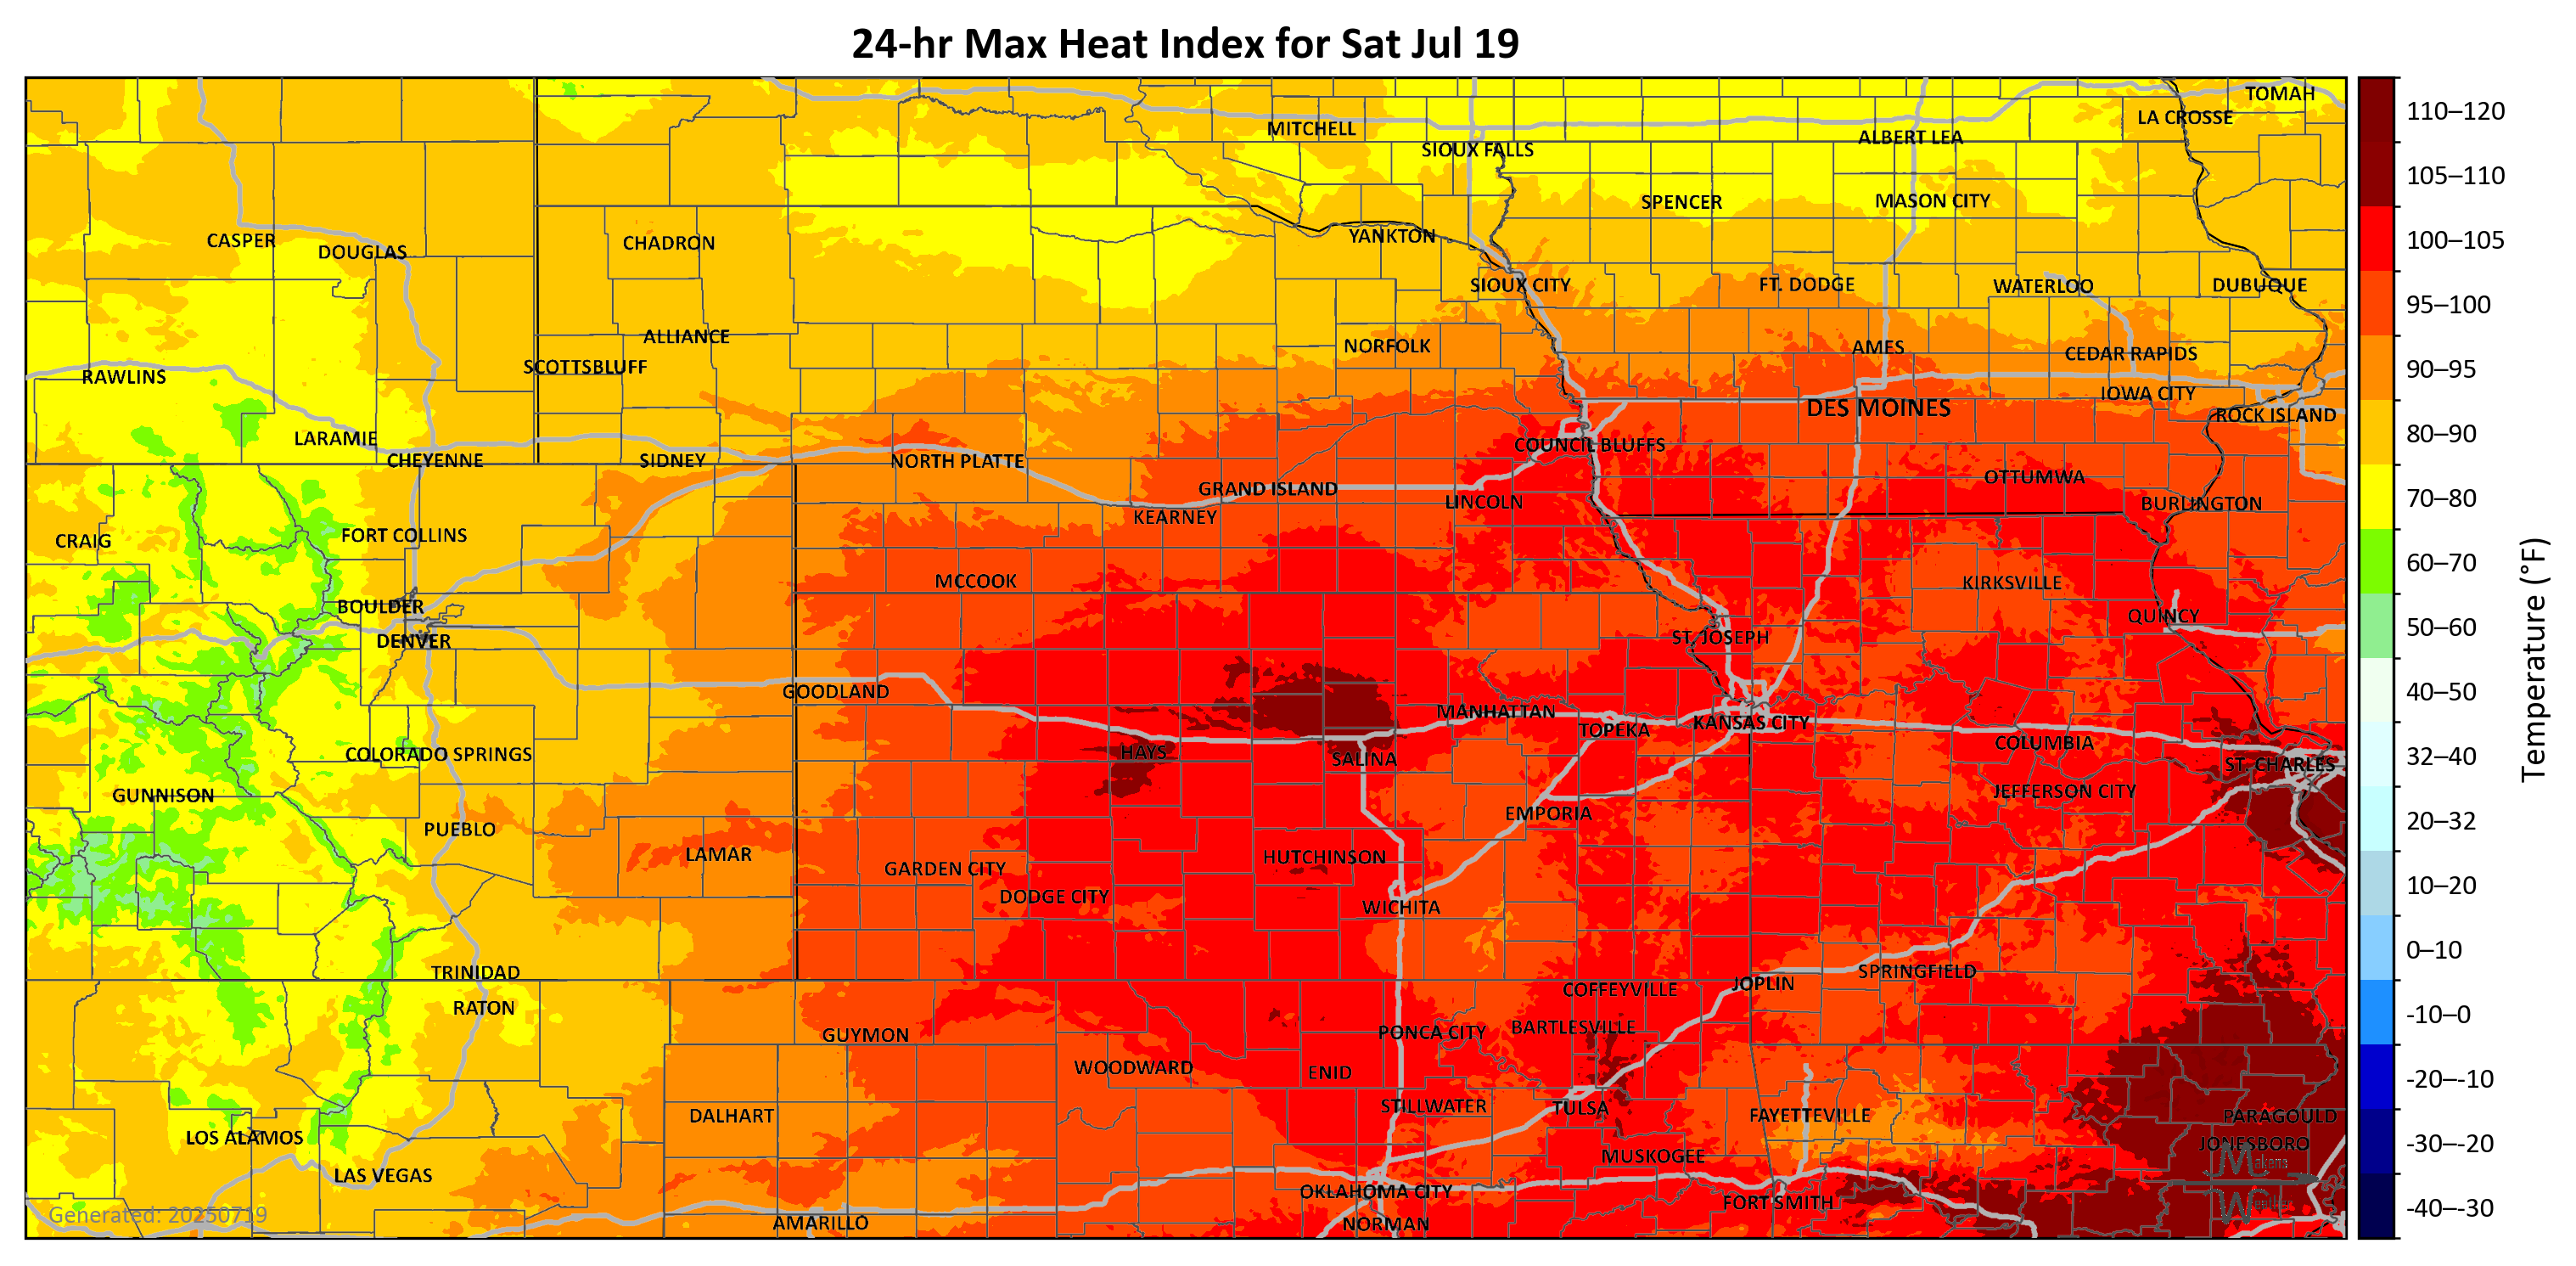 24-hr Max Heat Index for Sat Jul 19
TOMAH
LA CROSSE
MITCHELL
ALBERT LEA
SIOUX FALLS
SPENCER
MASON CITY
YANKTON
CASPER
CHADRON
DOUGLAS
SIOUX CITY
FT. DODGE
WATERLOO
DUBUQUE
ALLIANCE
NORFOLK
AMES
CEDAR RAPIDS
SCOTTSBLUFF
RAWLINS
IOWA CITY
DES MOINES
ROCK ISLAND
LARAMIE
COUNCIL BLUFFS
CHEYENNE
SIDNEY
NORTH PLATTE
OTTUMWA
GRAND ISLAND
LINCOLN
BURLINGTON
KEARNEY
FORT COLLINS
CRAIG
MCCOOK
KIRKSVILLE
BOULDER
QUINCY
DENVER
ST. JOSEPH
GOODLAND
MANHATTAN
KANSAS CITY
TOPEKA
COLUMBIA
COLORADO SPRINGS
HAYS
SALINA
ST. CHARLES
GUNNISON
JEFFERSON CITY
EMPORIA
PUEBLO
LAMAR
HUTCHINSON
GARDEN CITY
DODGE CITY
WICHITA
TRINIDAD
SPRINGFIELD
JOPLIN
COFFEYVILLE
RATON
BARTLESVILLE
PONCA CITY
GUYMON
WOODWARD
ENID
STILLWATER
TULSA
DALHART
FAYETTEVILLE
PARAGOULD
LOS ALAMOS
JONESBORO
MUSKOGEE
LAS VEGAS
OKLAHOMA CITY
FORT SMITH
AMARILLO
NORMAN
Generated: 20250719
Makens
Weather
110–120
105–110
100–105
95–100
90–95
80–90
70–80
60–70
50–60
40–50
32–40
20–32
10–20
0–10
-10–0
-20–-10
-30–-20
-40–-30
Temperature (°F)